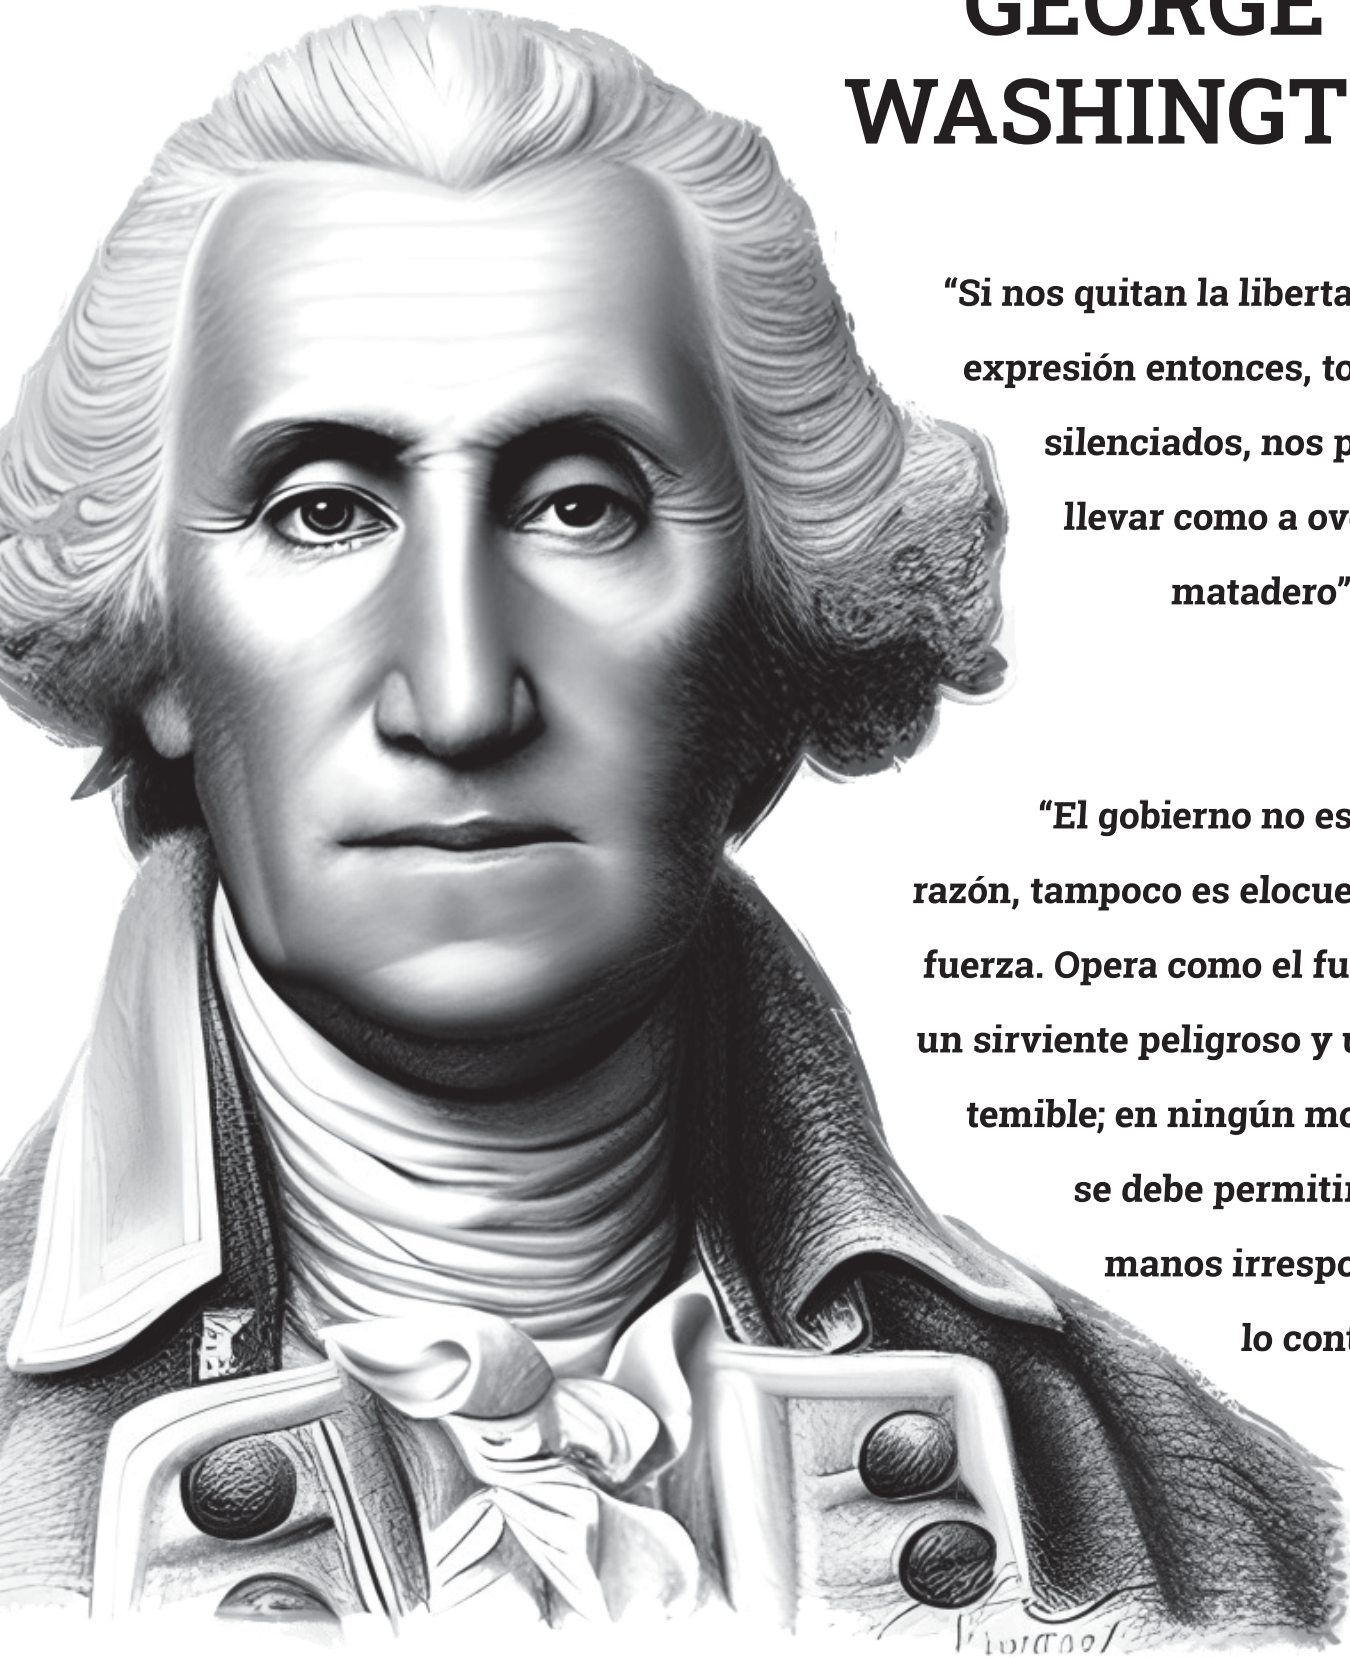 GEORGE
WASHINGT
“Si nos quitan la liberta
expresión entonces, to
silenciados, nos p
llevar como a ov
matadero”
“El gobierno no es
razón, tampoco es elocue
fuerza. Opera como el fu
un sirviente peligroso y u
temible; en ningún mo
se debe permitir
manos irrespo
lo cont